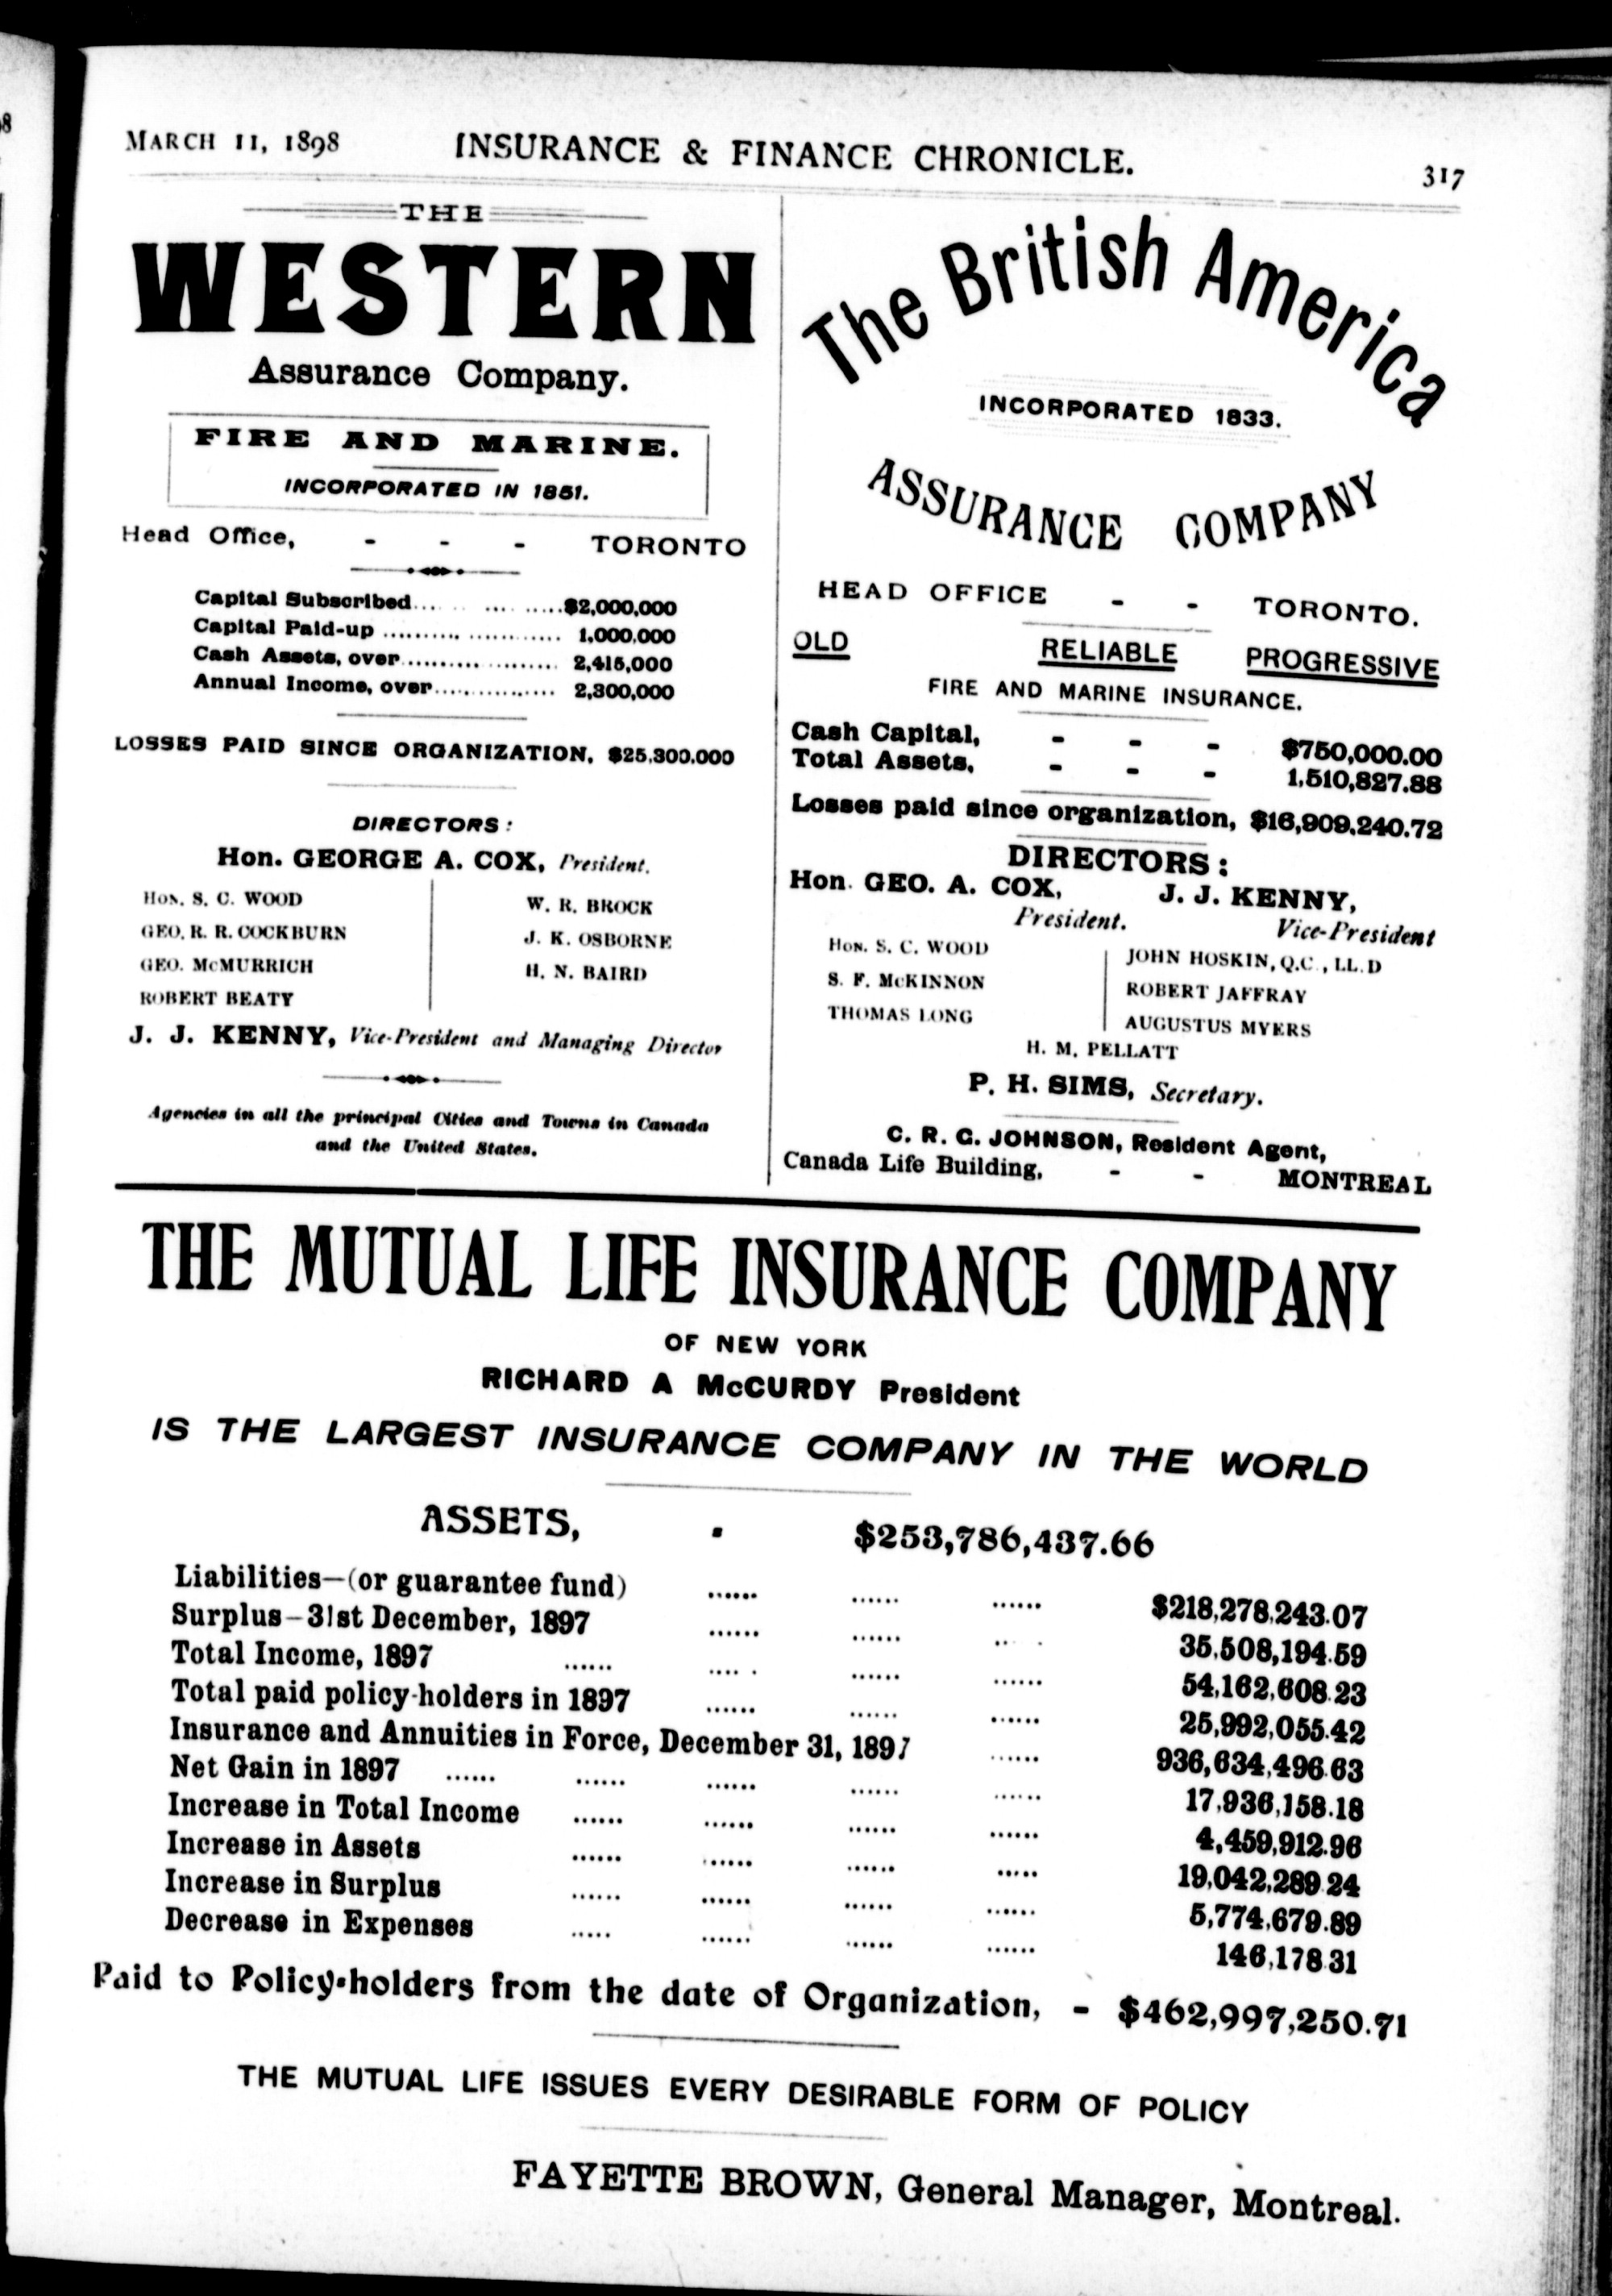 MARCH 11, 1898 INSURANCE & FINANCE CHRONICLE. 317
THE
WESTERN
Assurance Company.
FIRE AND MARINE.
INCORPORATED IN 1851.
Head Office, - - - TORONTO
Capital Subscribed........ $2,000,000
Capital Paid-up ........ 1,000,000
Cash Assets, over........ 2,415,000
Annual Income, over........ 2,300,000
LOSSES PAID SINCE ORGANIZATION, $25,300,000
DIRECTORS:
Hon. GEORGE A. COX, President.
HON. S. C. WOOD
GEO. R. R. COCKBURN
GEO. McMURRICH
ROBERT BEATY
W. R. BROCK
J. K. OSBORNE
H. N. BAIRD
J. J. KENNY, Vice-President and Managing Director
Agencies in all the principal Cities and Towns in Canada
and the United States.
The British America
INCORPORATED 1833.
ASSURANCE COMPANY
HEAD OFFICE - - TORONTO.
OLD RELIABLE PROGRESSIVE
FIRE AND MARINE INSURANCE.
Cash Capital, - - - $750,000.00
Total Assets, - - - 1,510,827.88
Losses paid since organization, $16,909,240.72
DIRECTORS:
Hon. GEO. A. COX, J. J. KENNY,
President. Vice-President
HON. S. C. WOOD
S. F. McKINNON
THOMAS LONG
JOHN HOSKIN, Q.C., LL.D
ROBERT JAFFRAY
AUGUSTUS MYERS
H. M. PELLATT
P. H. SIMS, Secretary.
C. R. G. JOHNSON, Resident Agent,
Canada Life Building, - - MONTREAL
THE MUTUAL LIFE INSURANCE COMPANY
OF NEW YORK
RICHARD A McCURDY President
IS THE LARGEST INSURANCE COMPANY IN THE WORLD
ASSETS, - $253,786,437.66
Liabilities—(or guarantee fund) ...... ...... ...... $218,278,243.07
Surplus—31st December, 1897 ...... ...... ...... 35,508,194.59
Total Income, 1897 ...... ...... ...... ...... 54,162,608.23
Total paid policy-holders in 1897 ...... ...... ...... 25,992,055.42
Insurance and Annuities in Force, December 31, 1897 ...... 936,634,496.63
Net Gain in 1897 ...... ...... ...... ...... ...... 17,936,158.18
Increase in Total Income ...... ...... ...... ...... 4,459,912.96
Increase in Assets ...... ...... ...... ...... 19,042,289.24
Increase in Surplus ...... ...... ...... ...... 5,774,679.89
Decrease in Expenses ...... ...... ...... ...... 146,178.31
Paid to Policy-holders from the date of Organization, - $462,997,250.71
THE MUTUAL LIFE ISSUES EVERY DESIRABLE FORM OF POLICY
FAYETTE BROWN, General Manager, Montreal.